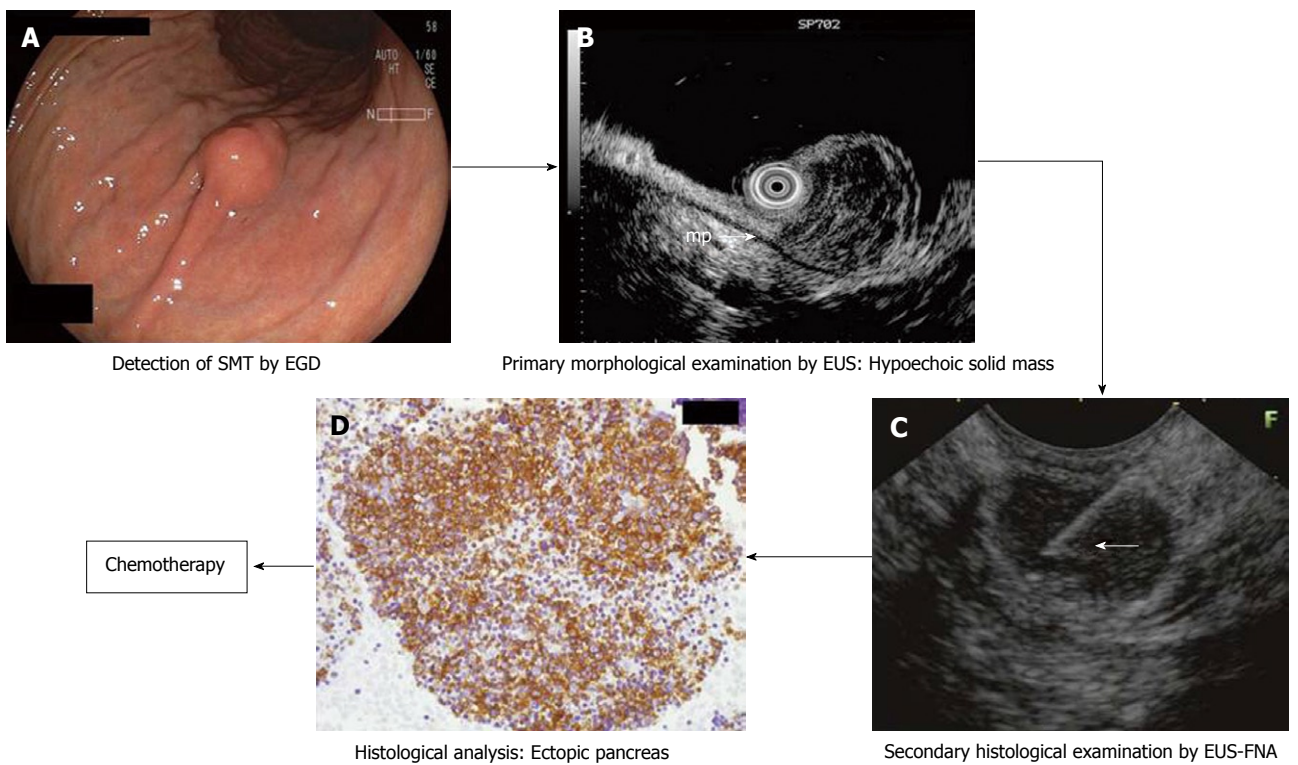 A
58
AUTO 1/60
HT SE
CE
N F
Detection of SMT by EGD
SP702
B
mp
Primary morphological examination by EUS: Hypoechoic solid mass
F
C
Secondary histological examination by EUS-FNA
D
Histological analysis: Ectopic pancreas
Chemotherapy